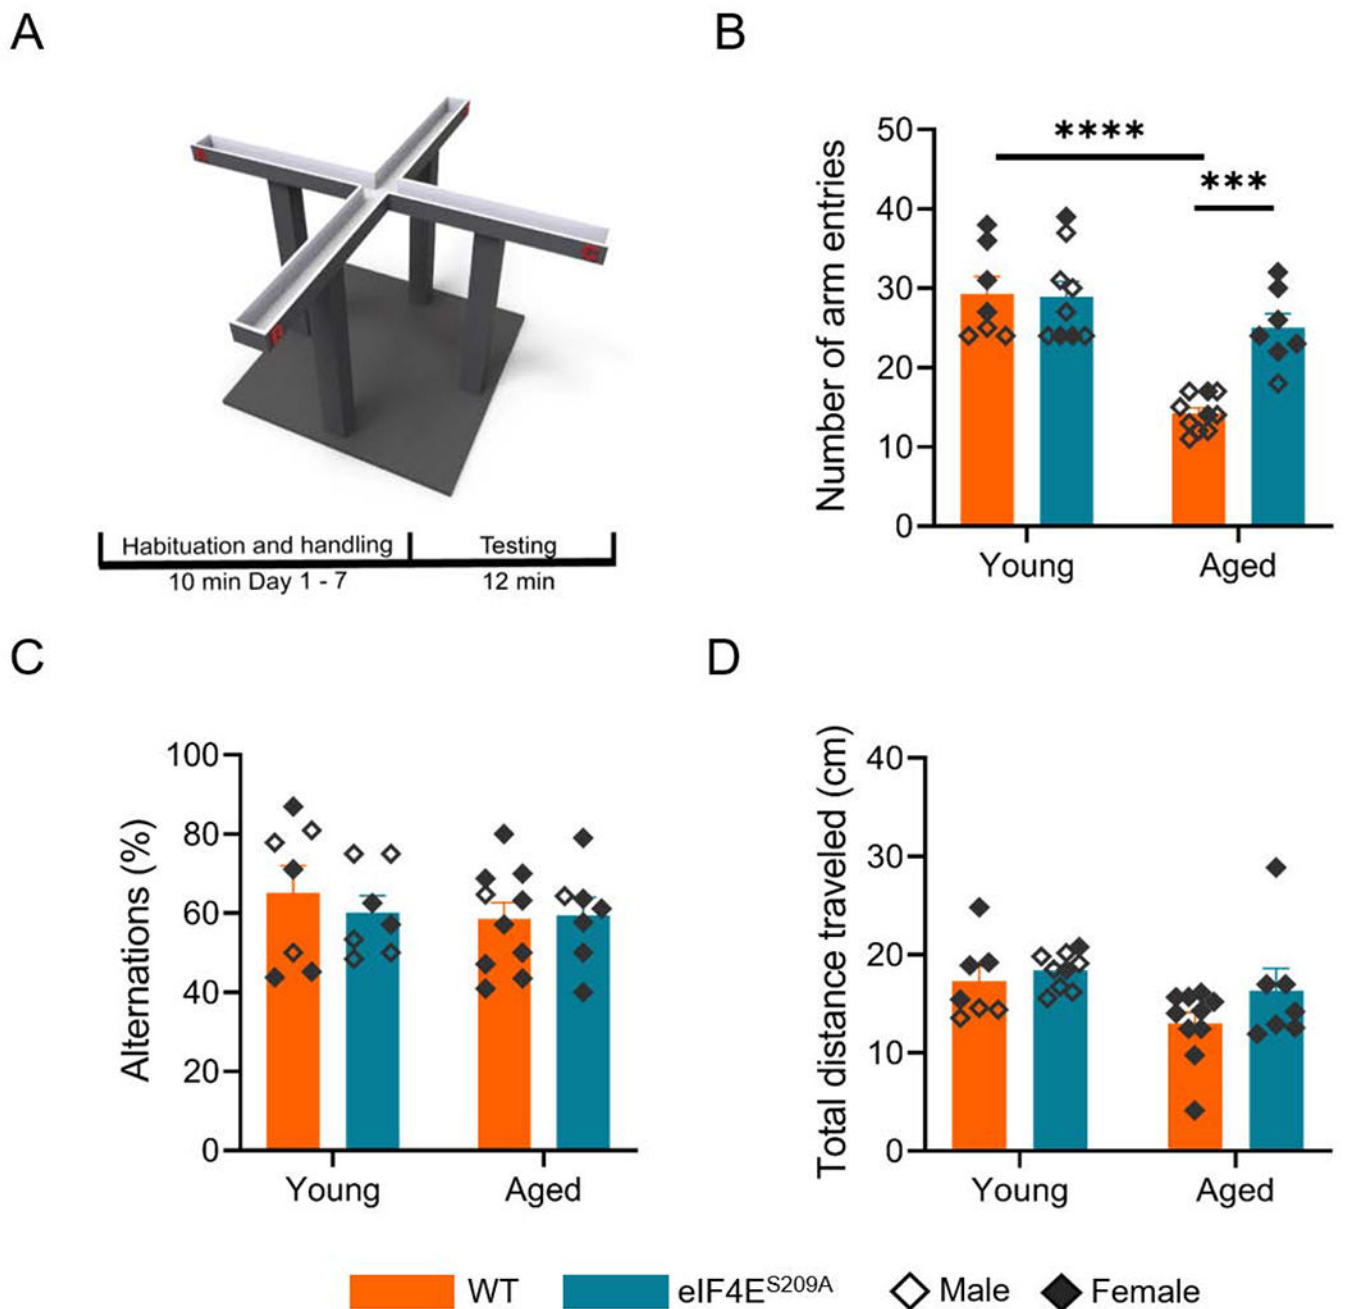 A
Habituation and handling Testing
10 min Day 1 - 7 12 min
B
Number of arm entries
50
40
30
20
10
0
****
***
Young Aged
C
Alternations (%)
100
80
60
40
20
0
Young Aged
D
Total distance traveled (cm)
40
30
20
10
0
Young Aged
WT eIF4E^S209A Male Female